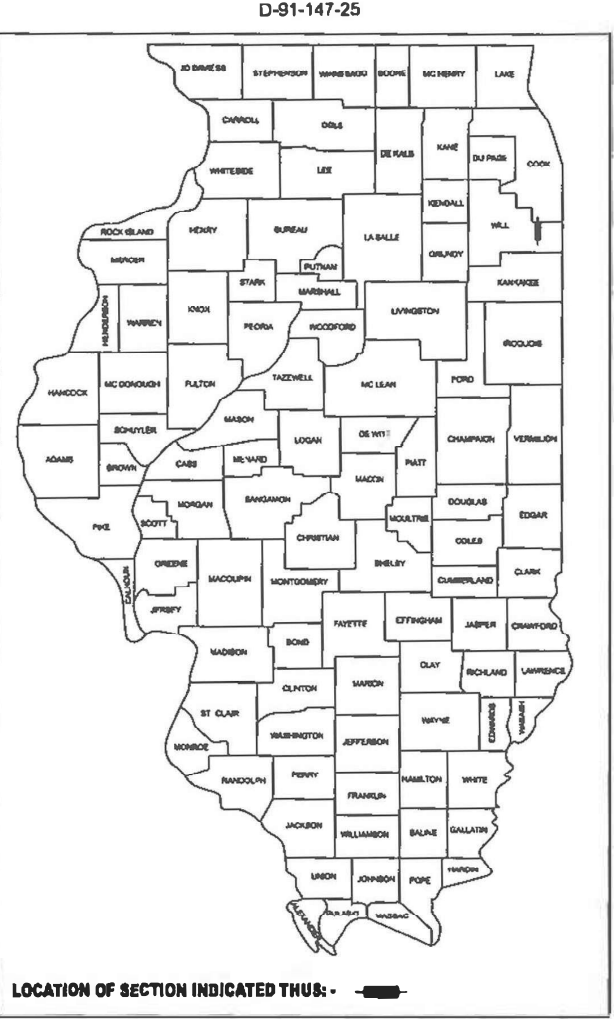 D-91-147-25
JO DAVIESS STEPHENSON WINNEBAGO BOONE MC HENRY LAKE
CARROLL OGLE DE KALB KANE DU PAGE COOK
WHITESIDE LEE KENDALL WILL
ROCK ISLAND HENRY BUREAU LA SALLE GRUNDY
MERCER PUTNAM KANKAKEE
STARK MARSHALL
HENDERSON WARREN KNOX PEORIA WOODFORD LIVINGSTON IROQUOIS
HANCOCK MC DONOUGH FULTON TAZEWELL MC LEAN FORD
MASON
SCHUYLER LOGAN DE WITT CHAMPAIGN VERMILION
ADAMS BROWN CASS MENARD PIATT
MACON
MORGAN SANGAMON DOUGLAS
PIKE SCOTT MOULTRIE EDGAR
CHRISTIAN COLES
GREENE SHELBY
CALHOUN MACOUPIN MONTGOMERY CUMBERLAND CLARK
JERSEY
FAYETTE EFFINGHAM JASPER CRAWFORD
MADISON BOND
CLAY RICHLAND LAWRENCE
CLINTON MARION
ST CLAIR WAYNE EDWARDS WABASH
MONROE WASHINGTON JEFFERSON
RANDOLPH PERRY HAMILTON WHITE
FRANKLIN
JACKSON WILLIAMSON SALINE GALLATIN
UNION JOHNSON POPE HARDIN
ALEXANDER PULASKI MASSAC
LOCATION OF SECTION INDICATED THUS: -